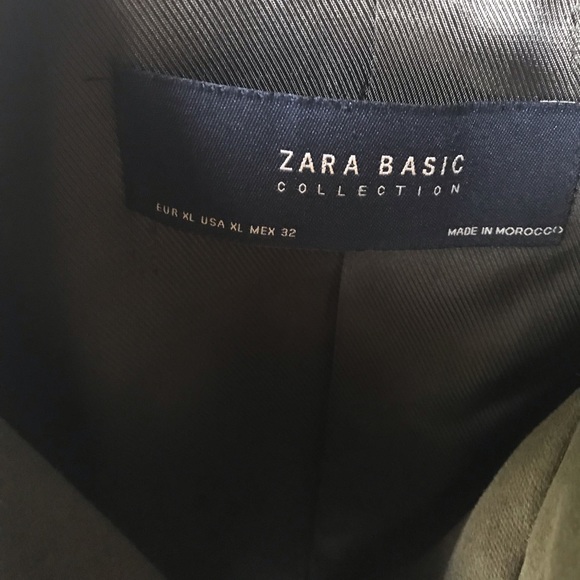 ZARA BASIC
COLLECTION
EUR XL USA XL MEX 32
MADE IN MOROCCO